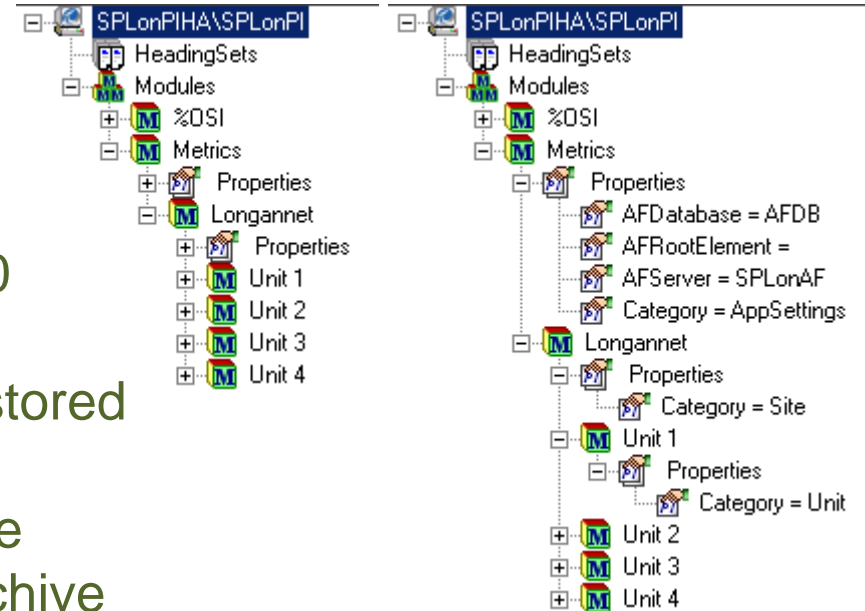 SPLonPIHA\SPLonPI
HeadingSets
Modules
%OSI
Metrics
Properties
Longannet
Properties
Unit 1
Unit 2
Unit 3
Unit 4
SPLonPIHA\SPLonPI
HeadingSets
Modules
%OSI
Metrics
Properties
AFDatabase = AFDB
AFRootElement =
AFServer = SPLonAF
Category = AppSettings
Longannet
Properties
Category = Site
Unit 1
Properties
Category = Unit
Unit 2
Unit 3
Unit 4